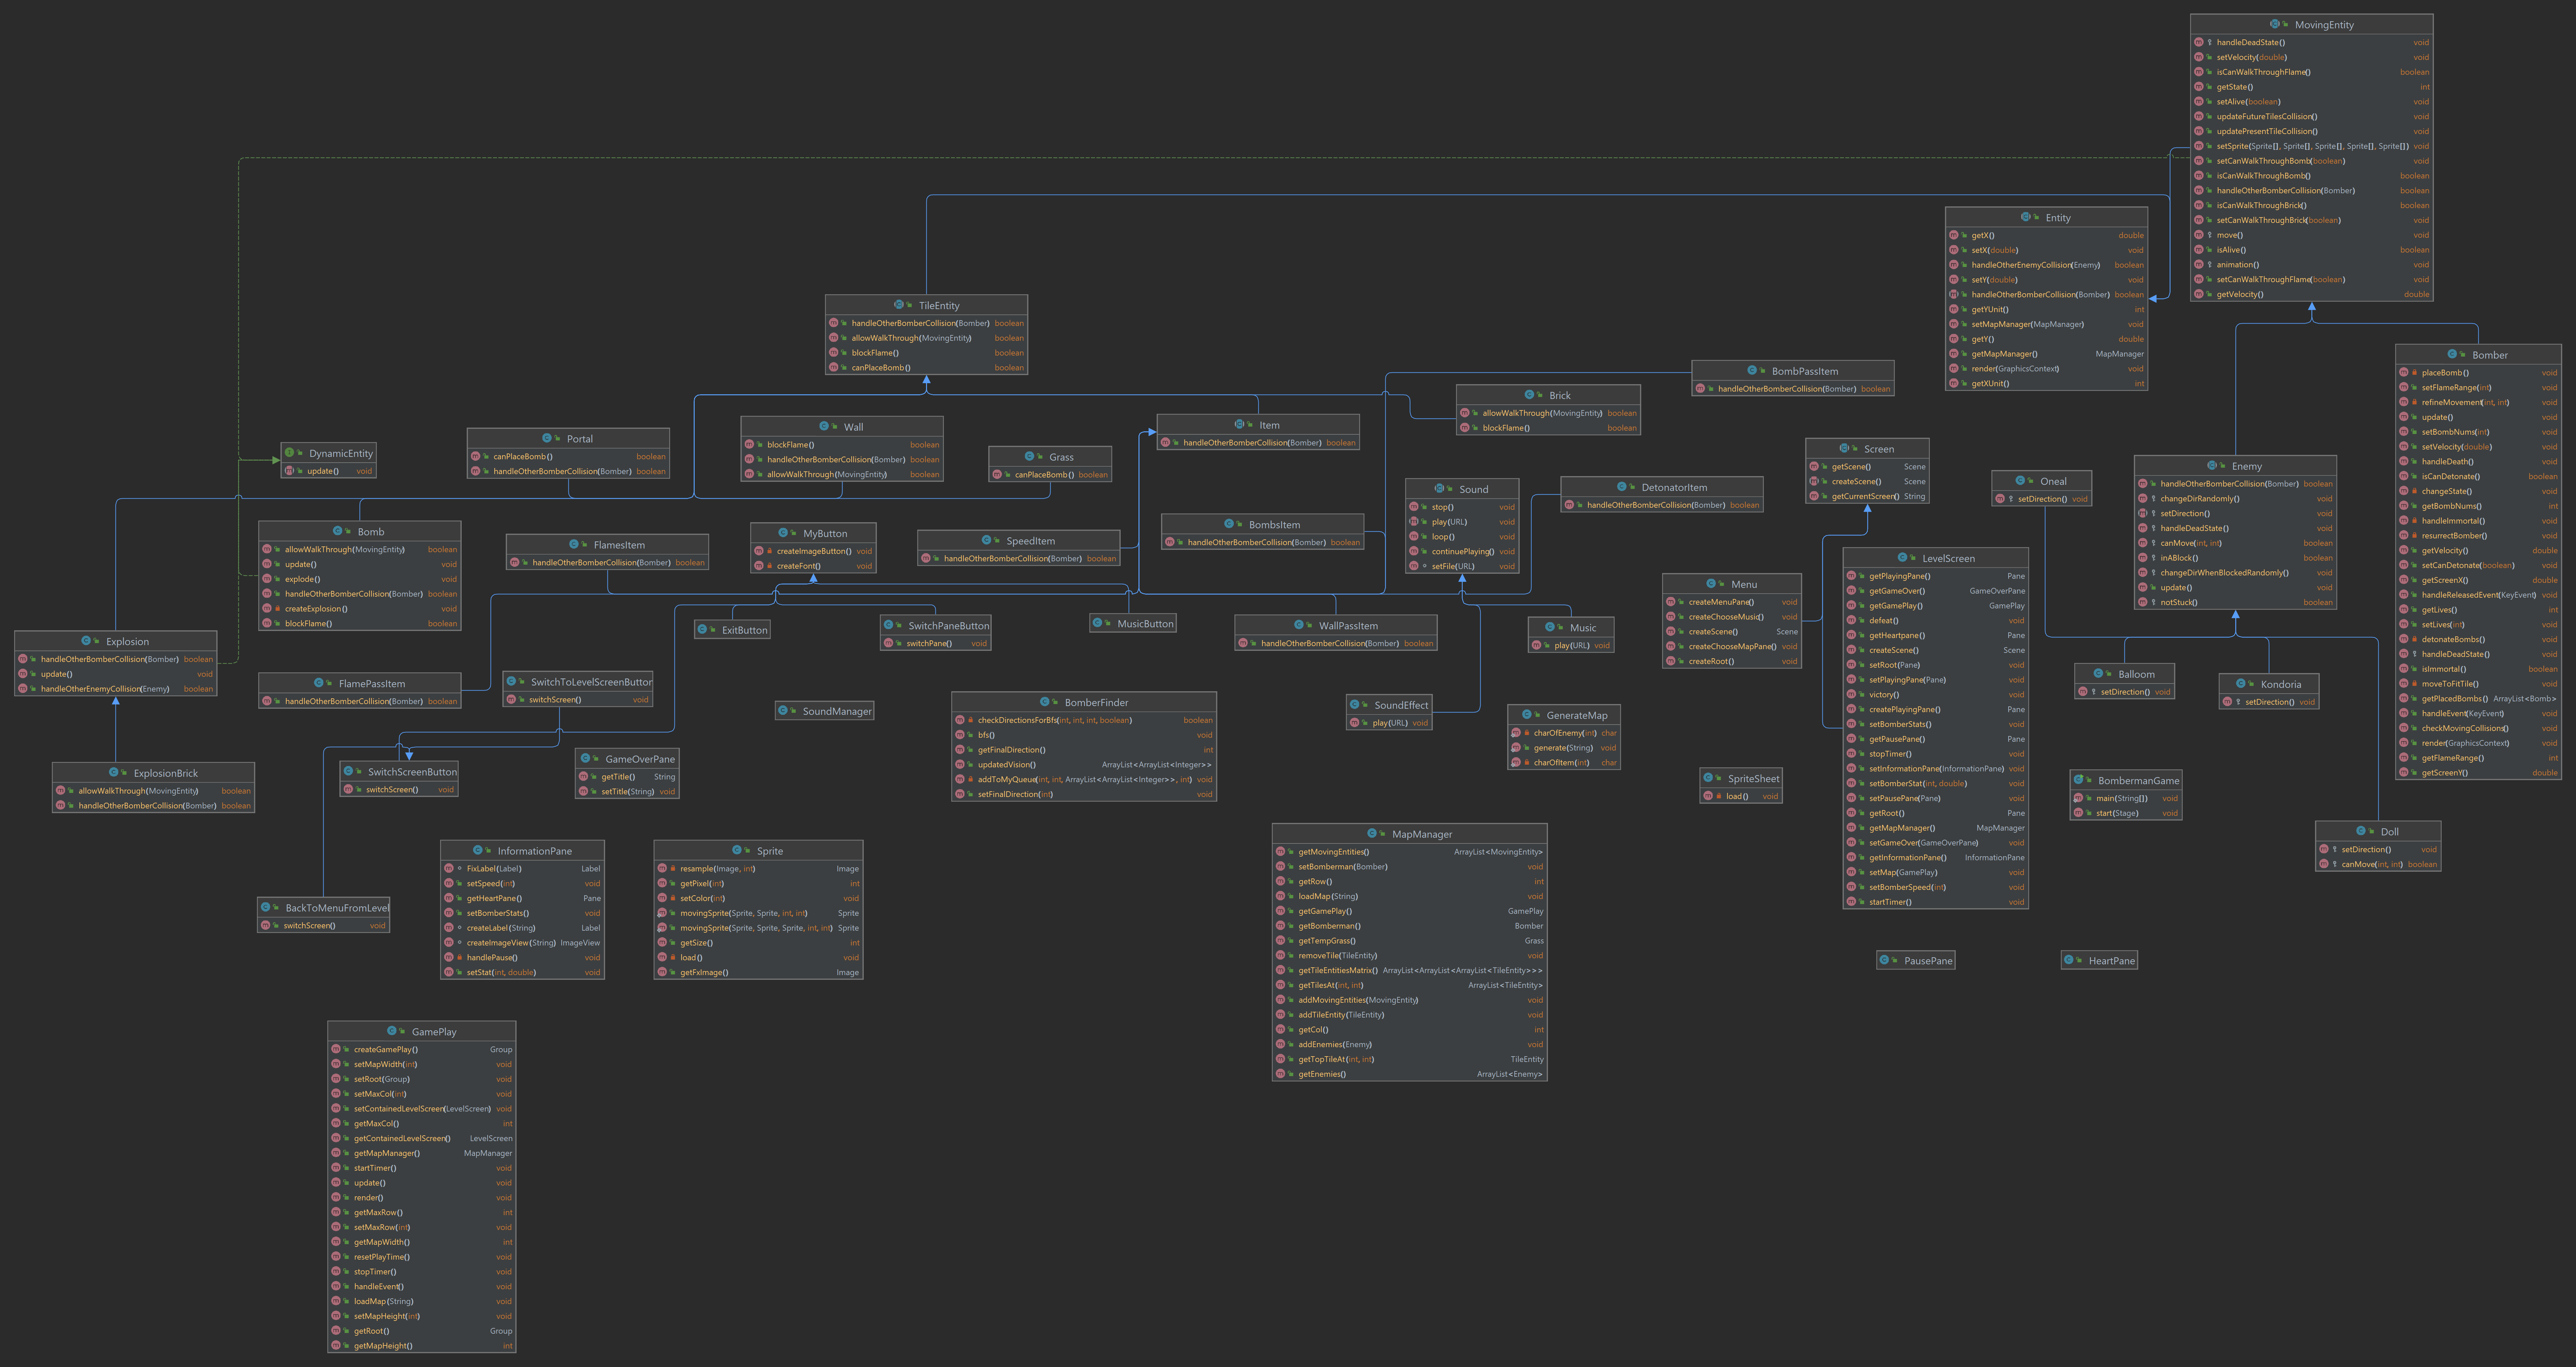 MovingEntity
handleDeadState() void
setVelocity(double) void
isCanWalkThroughFlame() boolean
getState() int
setAlive(boolean) void
updateFutureTilesCollision() void
updatePresentTileCollision() void
setSprite(Sprite[], Sprite[], Sprite[], Sprite[], Sprite[]) void
setCanWalkThroughBomb(boolean) void
isCanWalkThroughBomb() boolean
handleOtherBomberCollision(Bomber) boolean
isCanWalkThroughBrick() boolean
setCanWalkThroughBrick(boolean) void
move() void
isAlive() boolean
animation() void
setCanWalkThroughFlame(boolean) void
getVelocity() double
Entity
getX() double
setX(double) void
handleOtherEnemyCollision(Enemy) boolean
setY(double) void
handleOtherBomberCollision(Bomber) boolean
getYUnit() int
setMapManager(MapManager) void
getY() double
getMapManager() MapManager
render(GraphicsContext) void
getXUnit() int
TileEntity
handleOtherBomberCollision(Bomber) boolean
allowWalkThrough(MovingEntity) boolean
blockFlame() boolean
canPlaceBomb() boolean
Bomber
placeBomb() void
setFlameRange(int) void
refineMovement(int, int) void
update() void
setBombNums(int) void
setVelocity(double) void
handleDeath() void
isCanDetonate() boolean
changeState() void
getBombNums() int
handleImmortal() void
resurrectBomber() void
getVelocity() double
setCanDetonate(boolean) void
getScreenX() double
handleReleasedEvent(KeyEvent) void
getLives() int
setLives(int) void
detonateBombs() void
handleDeadState() void
isImmortal() boolean
moveToFitTile() void
getPlacedBombs() ArrayList<Bomb>
handleEvent(KeyEvent) void
checkMovingCollisions() void
render(GraphicsContext) void
getFlameRange() int
getScreenY() double
BombPassItem
handleOtherBomberCollision(Bomber) boolean
Brick
allowWalkThrough(MovingEntity) boolean
blockFlame() boolean
Item
handleOtherBomberCollision(Bomber) boolean
Wall
blockFlame() boolean
handleOtherBomberCollision(Bomber) boolean
allowWalkThrough(MovingEntity) boolean
Portal
canPlaceBomb() boolean
handleOtherBomberCollision(Bomber) boolean
DynamicEntity
update() void
Grass
canPlaceBomb() boolean
Screen
getScene() Scene
createScene() Scene
getCurrentScreen() String
Enemy
handleOtherBomberCollision(Bomber) boolean
changeDirRandomly() void
setDirection() void
handleDeadState() void
canMove(int, int) boolean
inABlock() boolean
changeDirWhenBlockedRandomly() void
update() void
notStuck() boolean
Oneal
setDirection() void
Sound
stop() void
play(URL) void
loop() void
continuePlaying() void
setFile(URL) void
DetonatorItem
handleOtherBomberCollision(Bomber) boolean
Bomb
allowWalkThrough(MovingEntity) boolean
update() void
explode() void
handleOtherBomberCollision(Bomber) boolean
createExplosion() void
blockFlame() boolean
FlamesItem
handleOtherBomberCollision(Bomber) boolean
MyButton
createImageButton() void
createFont() void
SpeedItem
handleOtherBomberCollision(Bomber) boolean
BombsItem
handleOtherBomberCollision(Bomber) boolean
LevelScreen
getPlayingPane() Pane
getGameOver() GameOverPane
getGamePlay() GamePlay
defeat() void
getHeartpane() Pane
createScene() Scene
setRoot(Pane) void
setPlayingPane(Pane) void
victory() void
createPlayingPane() Pane
setBomberStats() void
getPausePane() Pane
stopTimer() void
setInformationPane(InformationPane) void
setBomberStat(int, double) void
setPausePane(Pane) void
getRoot() Pane
getMapManager() MapManager
setGameOver(GameOverPane) void
getInformationPane() InformationPane
setMap(GamePlay) void
setBomberSpeed(int) void
startTimer() void
Menu
createMenuPane() void
createChooseMusic() void
createScene() Scene
createChooseMapPane() void
createRoot() void
Explosion
handleOtherBomberCollision(Bomber) boolean
update() void
handleOtherEnemyCollision(Enemy) boolean
ExitButton
SwitchPaneButton
switchPane() void
MusicButton
WallPassItem
handleOtherBomberCollision(Bomber) boolean
Music
play(URL) void
Balloom
setDirection() void
Kondoria
setDirection() void
FlamePassItem
handleOtherBomberCollision(Bomber) boolean
SwitchToLevelScreenButton
switchScreen() void
SoundManager
BomberFinder
checkDirectionsForBfs(int, int, int, boolean) boolean
bfs() void
getFinalDirection() int
updatedVision() ArrayList<ArrayList<Integer>>
addToMyQueue(int, int, ArrayList<ArrayList<Integer>>, int) void
setFinalDirection(int) void
SoundEffect
play(URL) void
GenerateMap
charOfEnemy(int) char
generate(String) void
charOfItem(int) char
ExplosionBrick
allowWalkThrough(MovingEntity) boolean
handleOtherBomberCollision(Bomber) boolean
SwitchScreenButton
switchScreen() void
GameOverPane
getTitle() String
setTitle(String) void
SpriteSheet
load() void
BombermanGame
main(String[]) void
start(Stage) void
Doll
setDirection() void
canMove(int, int) boolean
MapManager
getMovingEntities() ArrayList<MovingEntity>
setBomberman(Bomber) void
getRow() int
loadMap(String) void
getGamePlay() GamePlay
getBomberman() Bomber
getTempGrass() Grass
removeTile(TileEntity) void
getTileEntitiesMatrix() ArrayList<ArrayList<ArrayList<TileEntity>>>
getTilesAt(int, int) ArrayList<TileEntity>
addMovingEntities(MovingEntity) void
addTileEntity(TileEntity) void
getCol() int
addEnemies(Enemy) void
getTopTileAt(int, int) TileEntity
getEnemies() ArrayList<Enemy>
InformationPane
FixLabel(Label) Label
setSpeed(int) void
getHeartPane() Pane
setBomberStats() void
createLabel(String) Label
createImageView(String) ImageView
handlePause() void
setStat(int, double) void
Sprite
resample(Image, int) Image
getPixel(int) int
setColor(int) void
movingSprite(Sprite, Sprite, int, int) Sprite
movingSprite(Sprite, Sprite, Sprite, int, int) Sprite
getSize() int
load() void
getFxImage() Image
BackToMenuFromLevel
switchScreen() void
PausePane
HeartPane
GamePlay
createGamePlay() Group
setMapWidth(int) void
setRoot(Group) void
setMaxCol(int) void
setContainedLevelScreen(LevelScreen) void
getMaxCol() int
getContainedLevelScreen() LevelScreen
getMapManager() MapManager
startTimer() void
update() void
render() void
getMaxRow() int
setMaxRow(int) void
getMapWidth() int
resetPlayTime() void
stopTimer() void
handleEvent() void
loadMap(String) void
setMapHeight(int) void
getRoot() Group
getMapHeight() int